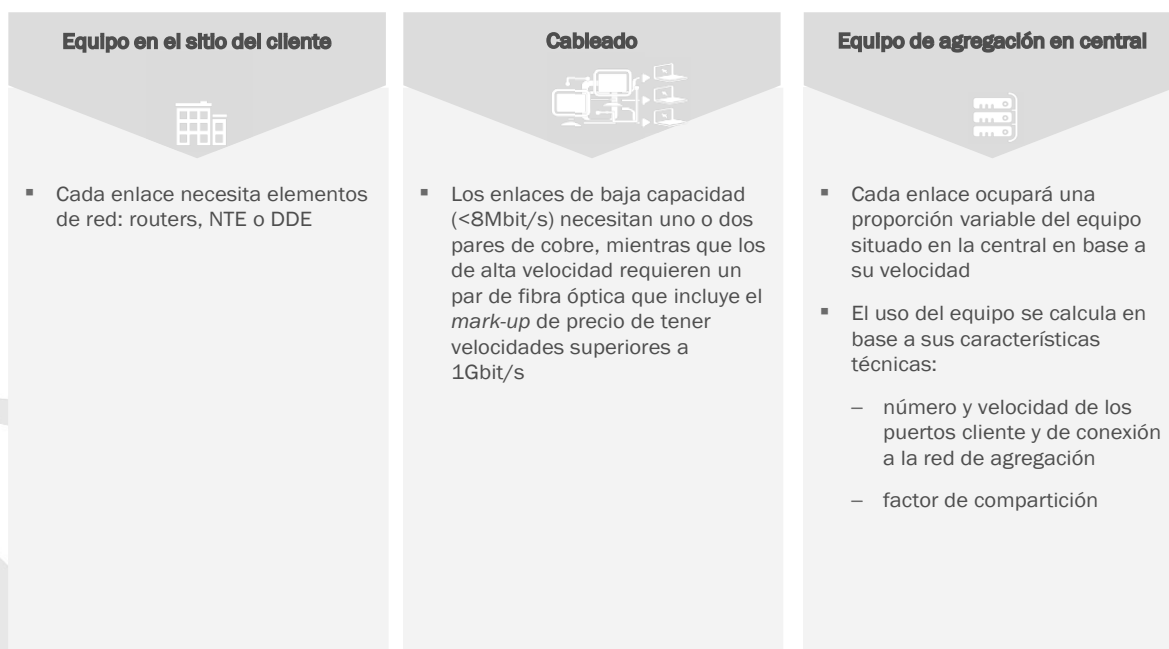 Equipo en el sitio del cliente
▪ Cada enlace necesita elementos
de red: routers, NTE o DDE
Cableado
▪ Los enlaces de baja capacidad
(<8Mbit/s) necesitan uno o dos
pares de cobre, mientras que los
de alta velocidad requieren un
par de fibra óptica que incluye el
mark-up de precio de tener
velocidades superiores a
1Gbit/s
Equipo de agregación en central
▪ Cada enlace ocupará una
proporción variable del equipo
situado en la central en base a
su velocidad
▪ El uso del equipo se calcula en
base a sus características
técnicas:
– número y velocidad de los
puertos cliente y de conexión
a la red de agregación
– factor de compartición